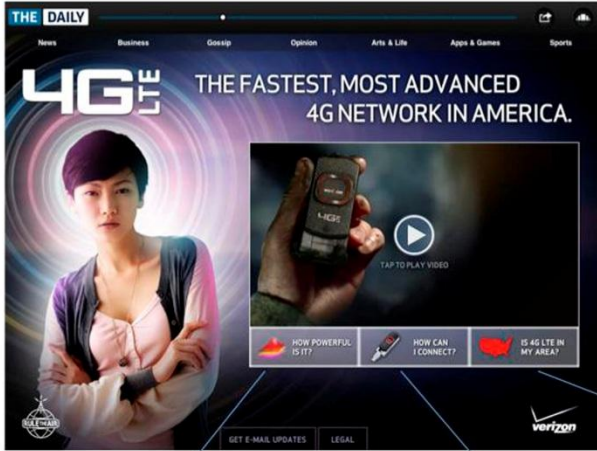 THE DAILY
News Business Gossip Opinion Arts & Life Apps & Games Sports
4G LTE
THE FASTEST, MOST ADVANCED
4G NETWORK IN AMERICA.
4G LTE
TAP TO PLAY VIDEO
HOW POWERFUL
IS IT?
HOW CAN
I CONNECT?
IS 4G LTE IN
MY AREA?
RULE THE AIR
GET E-MAIL UPDATES
LEGAL
verizon